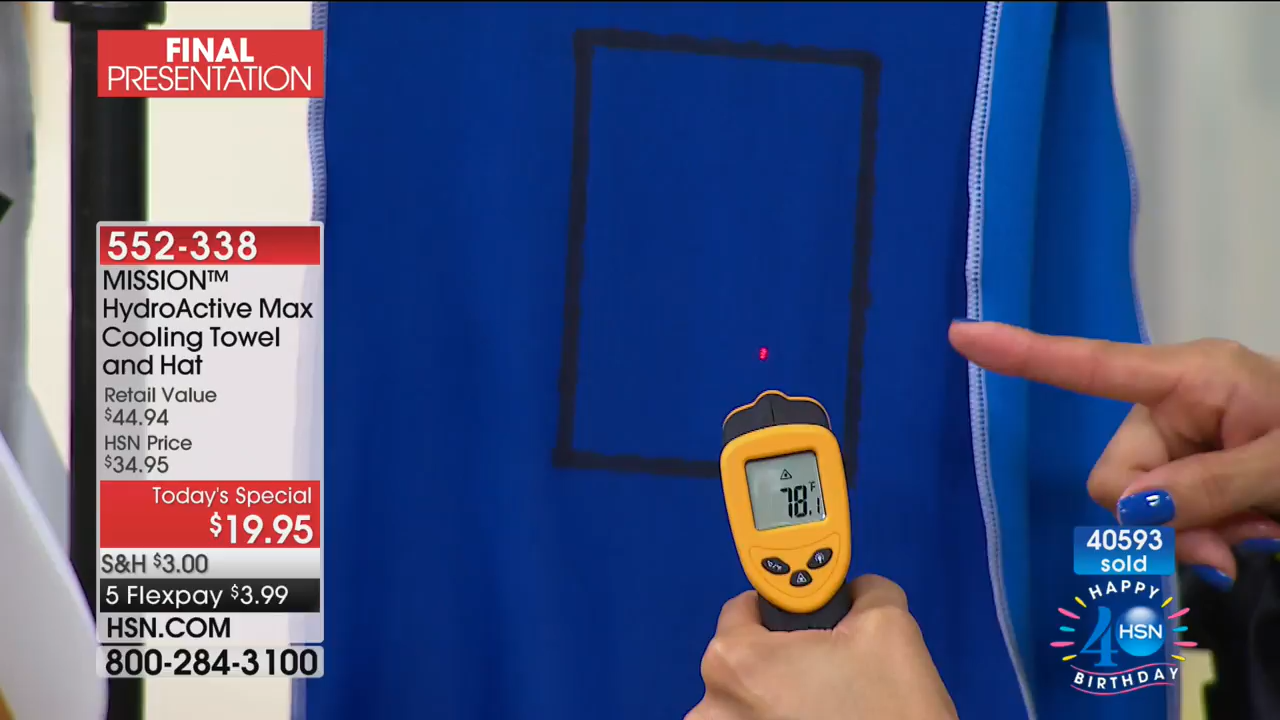 FINAL
PRESENTATION
552-338
MISSION™
HydroActive Max
Cooling Towel
and Hat
Retail Value
$44.94
HSN Price
$34.95
Today's Special
$19.95
S&H $3.00
5 Flexpay $3.99
HSN.COM
800-284-3100
78.1°F
40593
sold
HAPPY
40 HSN
BIRTHDAY